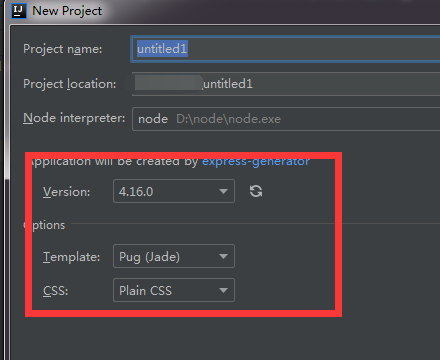 IJ New Project
Project name: untitled1
Project location: untitled1
Node interpreter: node D:\node\node.exe
Application will be created by express-generator
Version: 4.16.0
Options
Template: Pug (Jade)
CSS: Plain CSS